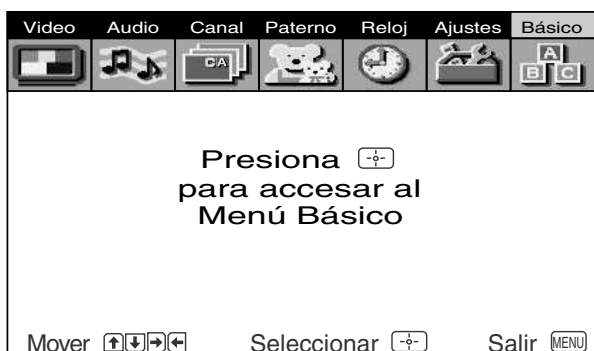 Video Audio Canal Paterno Reloj Ajustes Básico
CA
A
B C
Presiona
para accesar al
Menú Básico
Mover Seleccionar Salir MENU